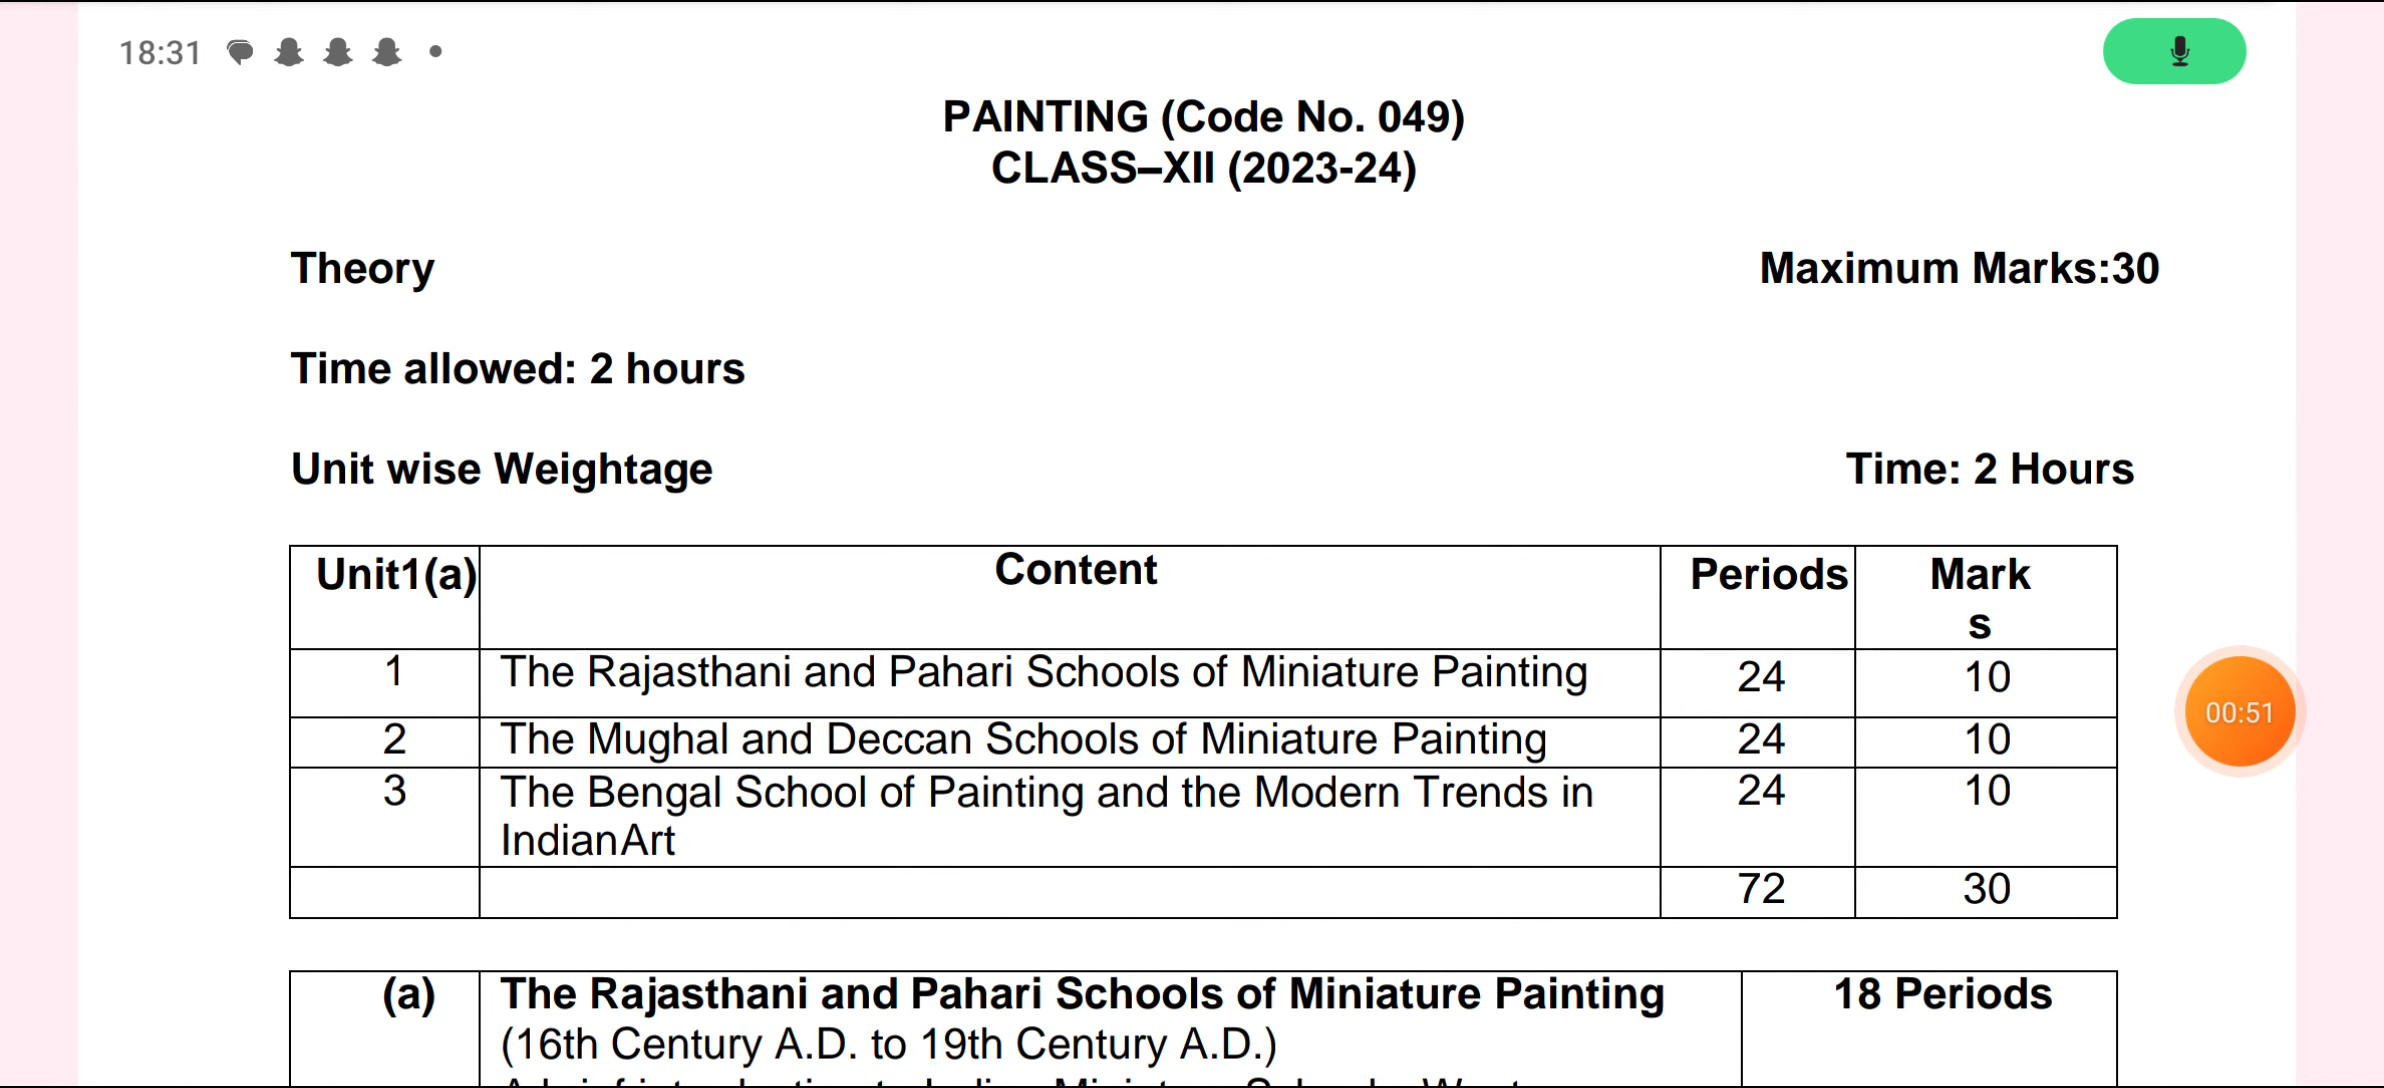 18:31
PAINTING (Code No. 049)
CLASS–XII (2023-24)
Theory Maximum Marks:30
Time allowed: 2 hours
Unit wise Weightage Time: 2 Hours
Unit1(a) Content Periods Mark
s
1 The Rajasthani and Pahari Schools of Miniature Painting 24 10
2 The Mughal and Deccan Schools of Miniature Painting 24 10
3 The Bengal School of Painting and the Modern Trends in 24 10
IndianArt
72 30
00:51
(a) The Rajasthani and Pahari Schools of Miniature Painting 18 Periods
(16th Century A.D. to 19th Century A.D.)